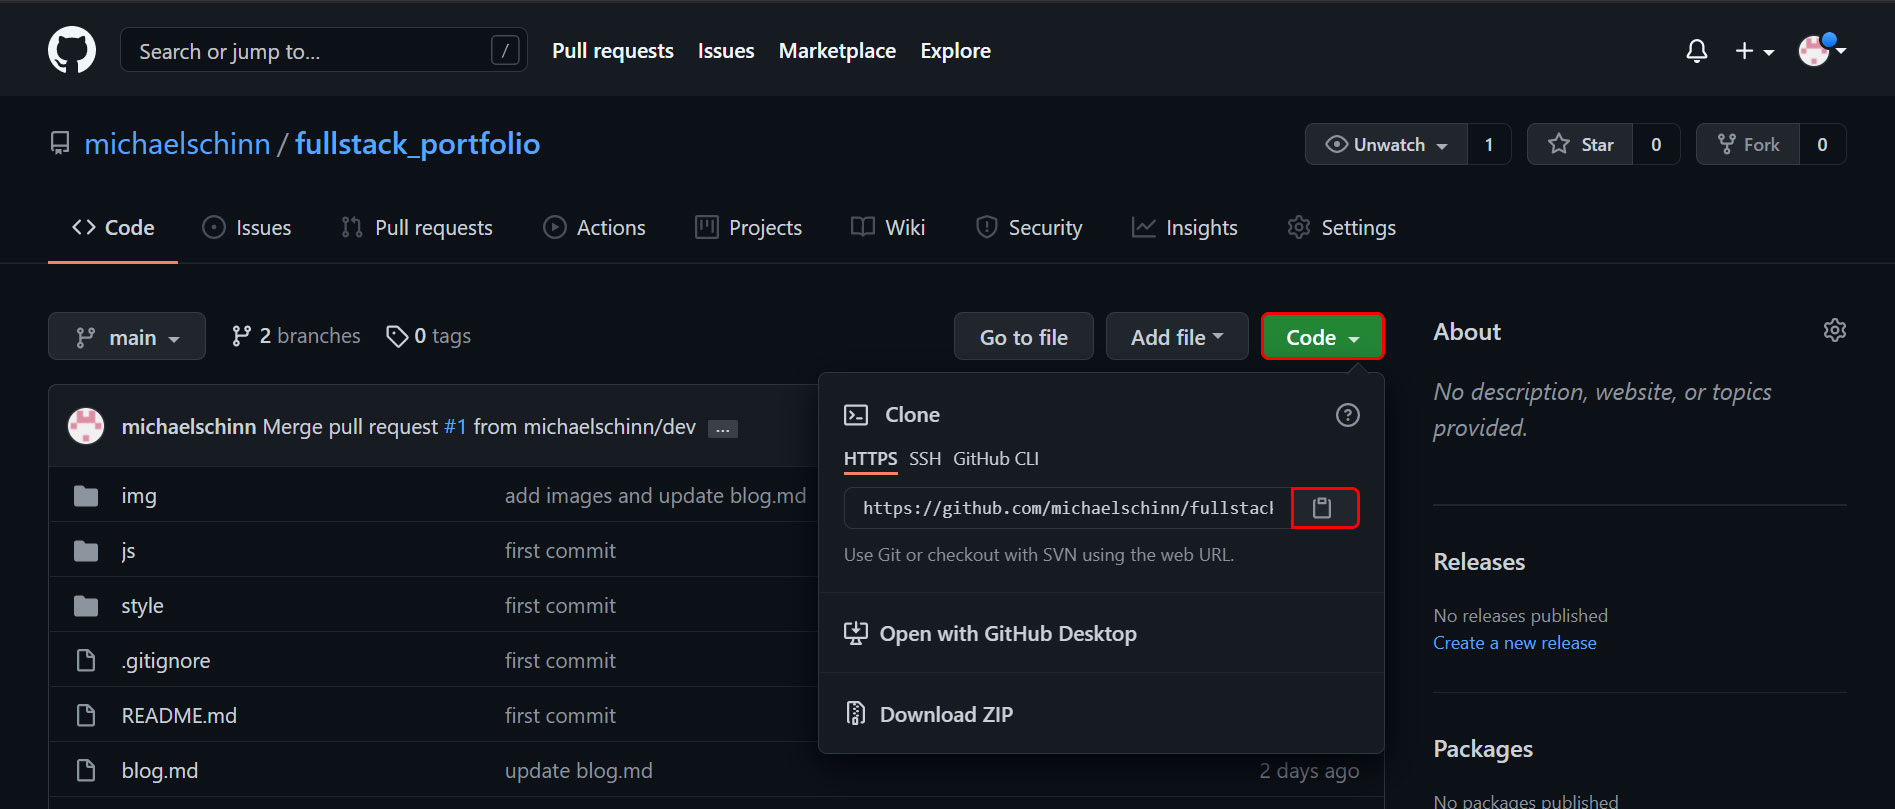 Search or jump to... /
Pull requests Issues Marketplace Explore
michaelschinn / fullstack_portfolio
Unwatch 1 Star 0 Fork 0
Code Issues Pull requests Actions Projects Wiki Security Insights Settings
main 2 branches 0 tags
Go to file Add file Code
michaelschinn Merge pull request #1 from michaelschinn/dev ...
img add images and update blog.md
js first commit
style first commit
.gitignore first commit
README.md first commit
blog.md update blog.md 2 days ago
Clone
HTTPS SSH GitHub CLI
https://github.com/michaelschinn/fullstac
Use Git or checkout with SVN using the web URL.
Open with GitHub Desktop
Download ZIP
About
No description, website, or topics
provided.
Releases
No releases published
Create a new release
Packages
No packages published